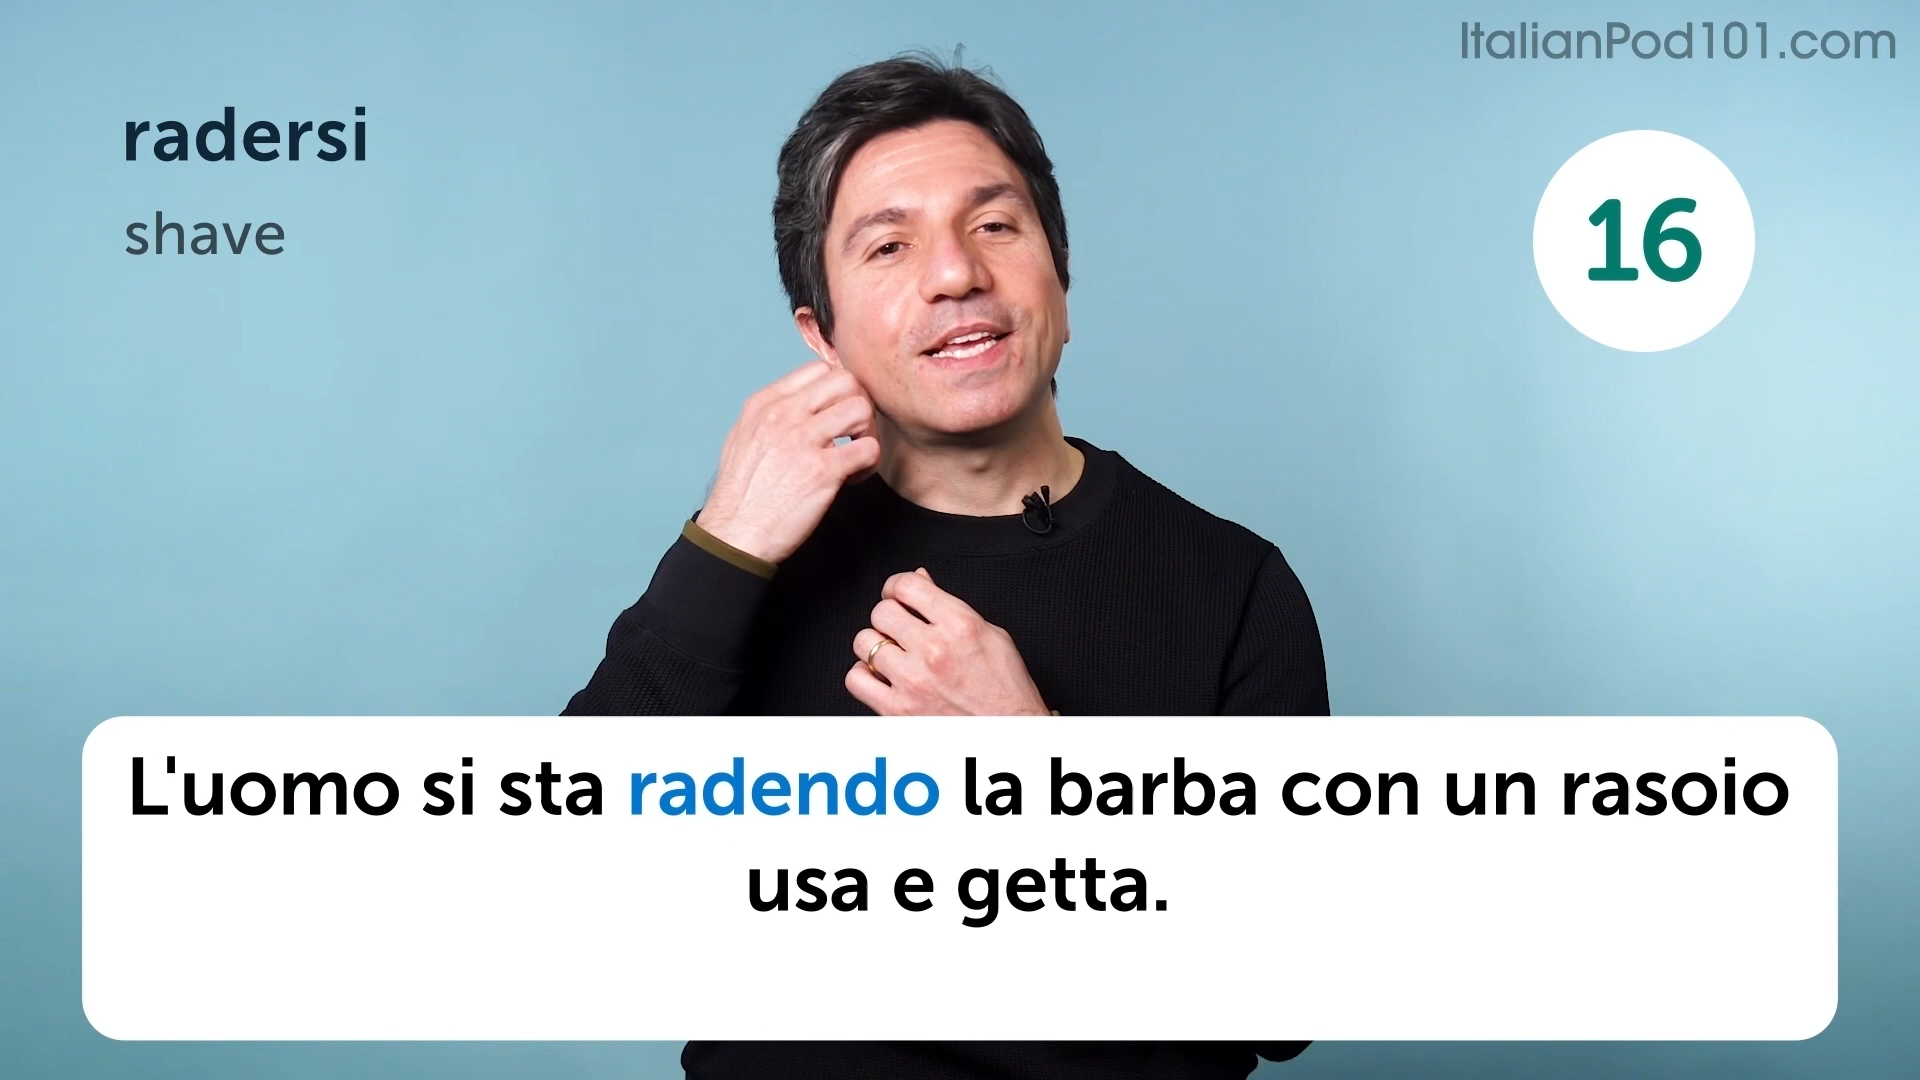 ItalianPod101.com
radersi
shave
16
L'uomo si sta radendo la barba con un rasoio
usa e getta.